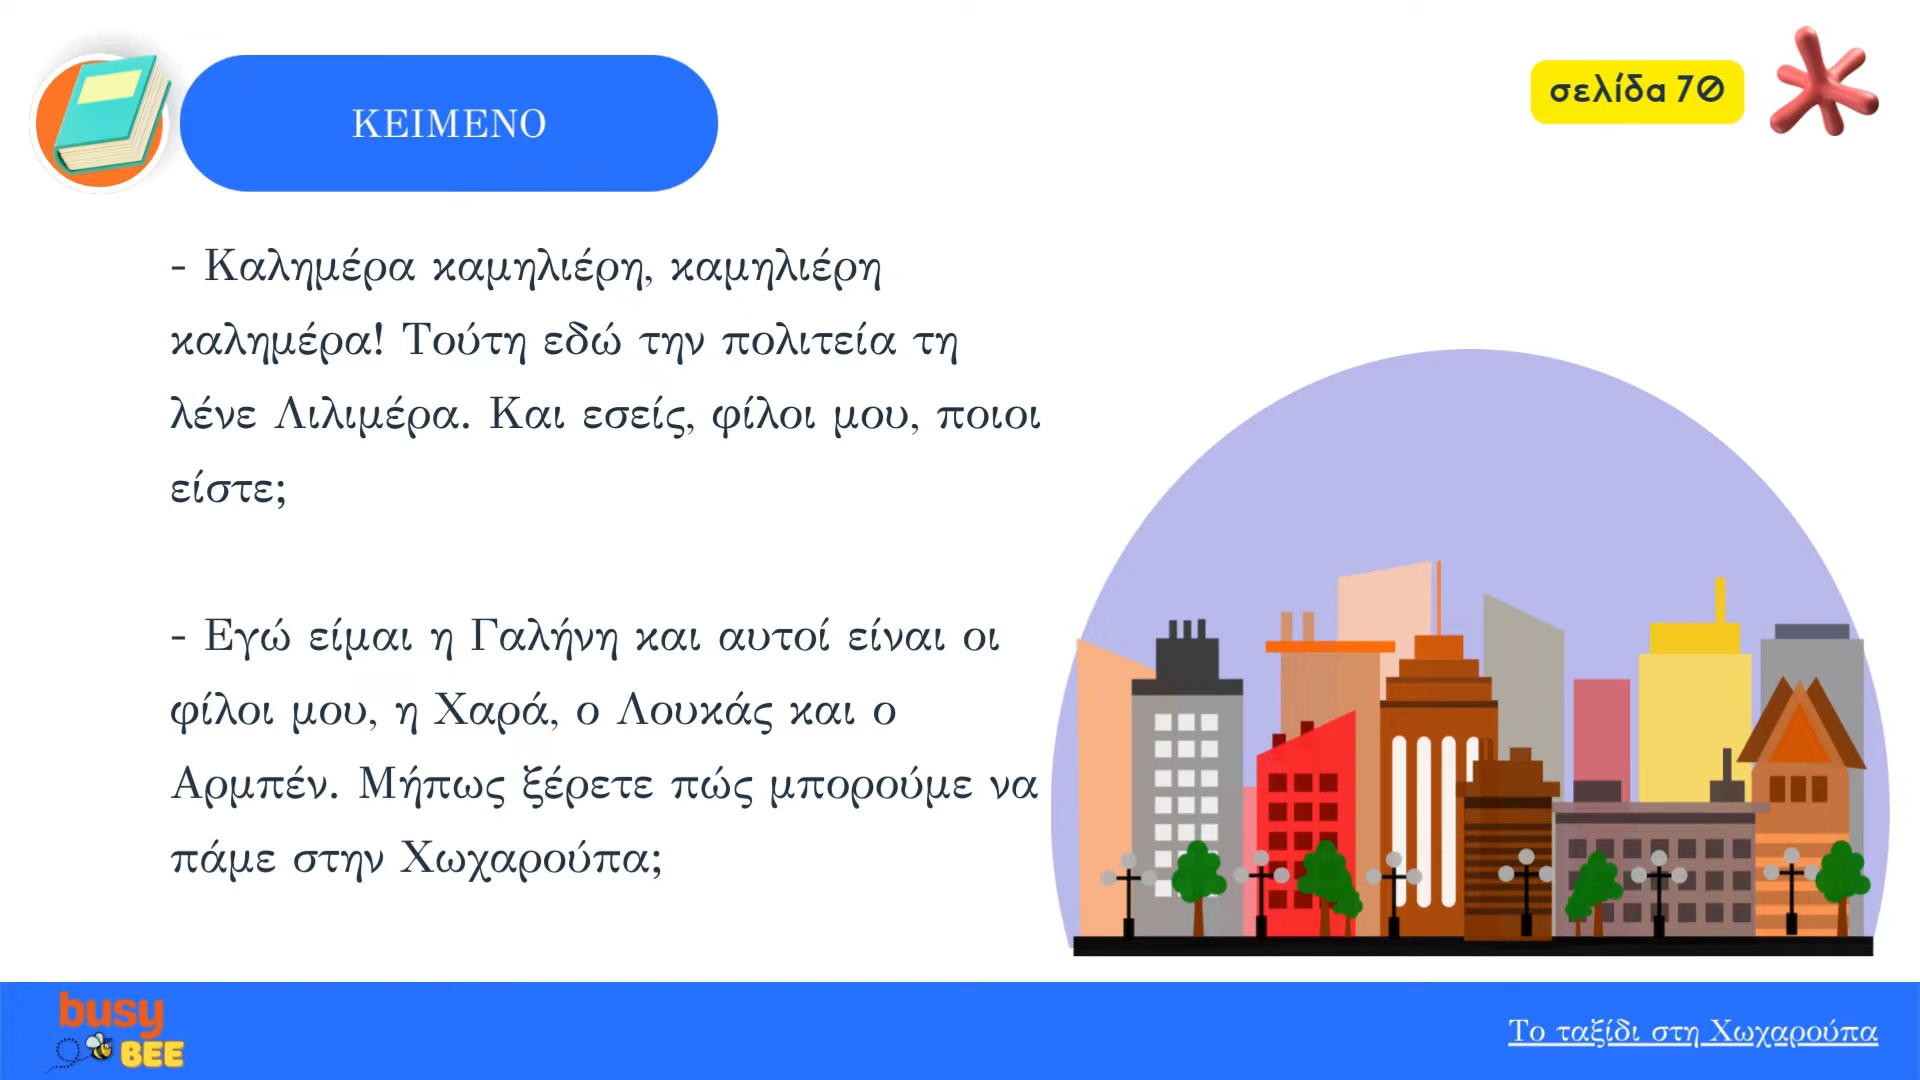 ΚΕΙΜΕΝΟ
σελίδα 70
- Καλημέρα καμηλιέρη, καμηλιέρη
καλημέρα! Τούτη εδώ την πολιτεία τη
λένε Λιλιμέρα. Και εσείς, φίλοι μου, ποιοι
είστε;
- Εγώ είμαι η Γαλήνη και αυτοί είναι οι
φίλοι μου, η Χαρά, ο Λουκάς και ο
Αρμπέν. Μήπως ξέρετε πώς μπορούμε να
πάμε στην Χωχαρούπα;
busy
BEE
Το ταξίδι στη Χωχαρούπα